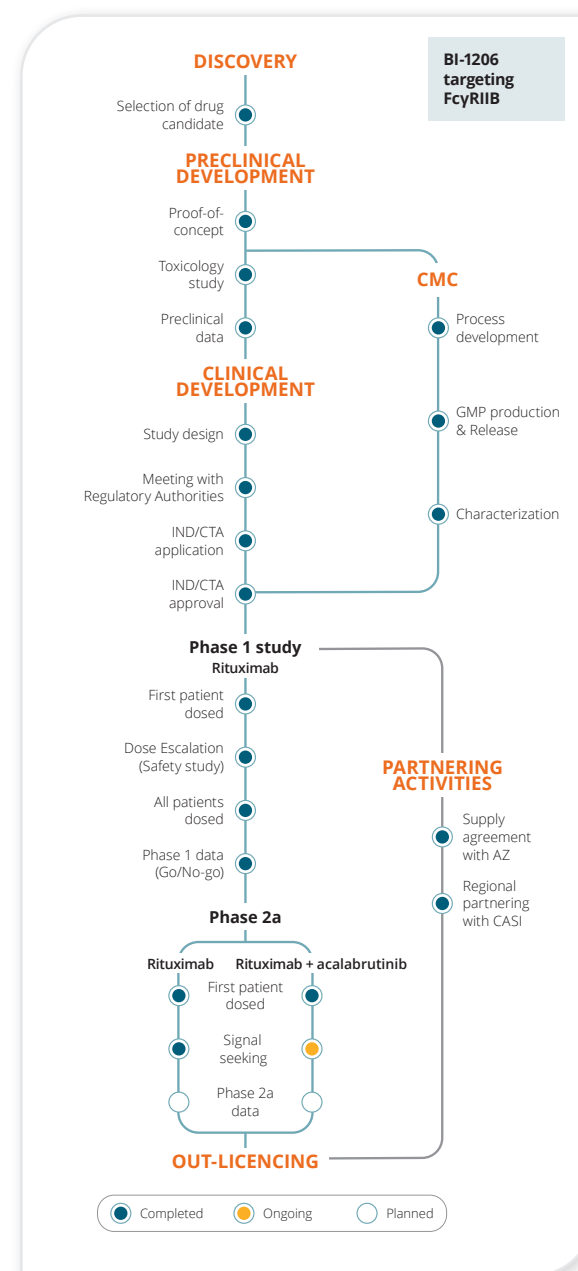 DISCOVERY
BI-1206
targeting
FcγRIIB
Selection of drug
candidate
PRECLINICAL
DEVELOPMENT
Proof-of-
concept
Toxicology
study
CMC
Preclinical
data
Process
development
CLINICAL
DEVELOPMENT
GMP production
& Release
Study design
Meeting with
Regulatory Authorities
Characterization
IND/CTA
application
IND/CTA
approval
Phase 1 study
Rituximab
First patient
dosed
Dose Escalation
(Safety study)
PARTNERING
ACTIVITIES
All patients
dosed
Supply
agreement
with AZ
Phase 1 data
(Go/No-go)
Regional
partnering
with CASI
Phase 2a
Rituximab
Rituximab + acalabrutinib
First patient
dosed
Signal
seeking
Phase 2a
data
OUT-LICENCING
Completed
Ongoing
Planned